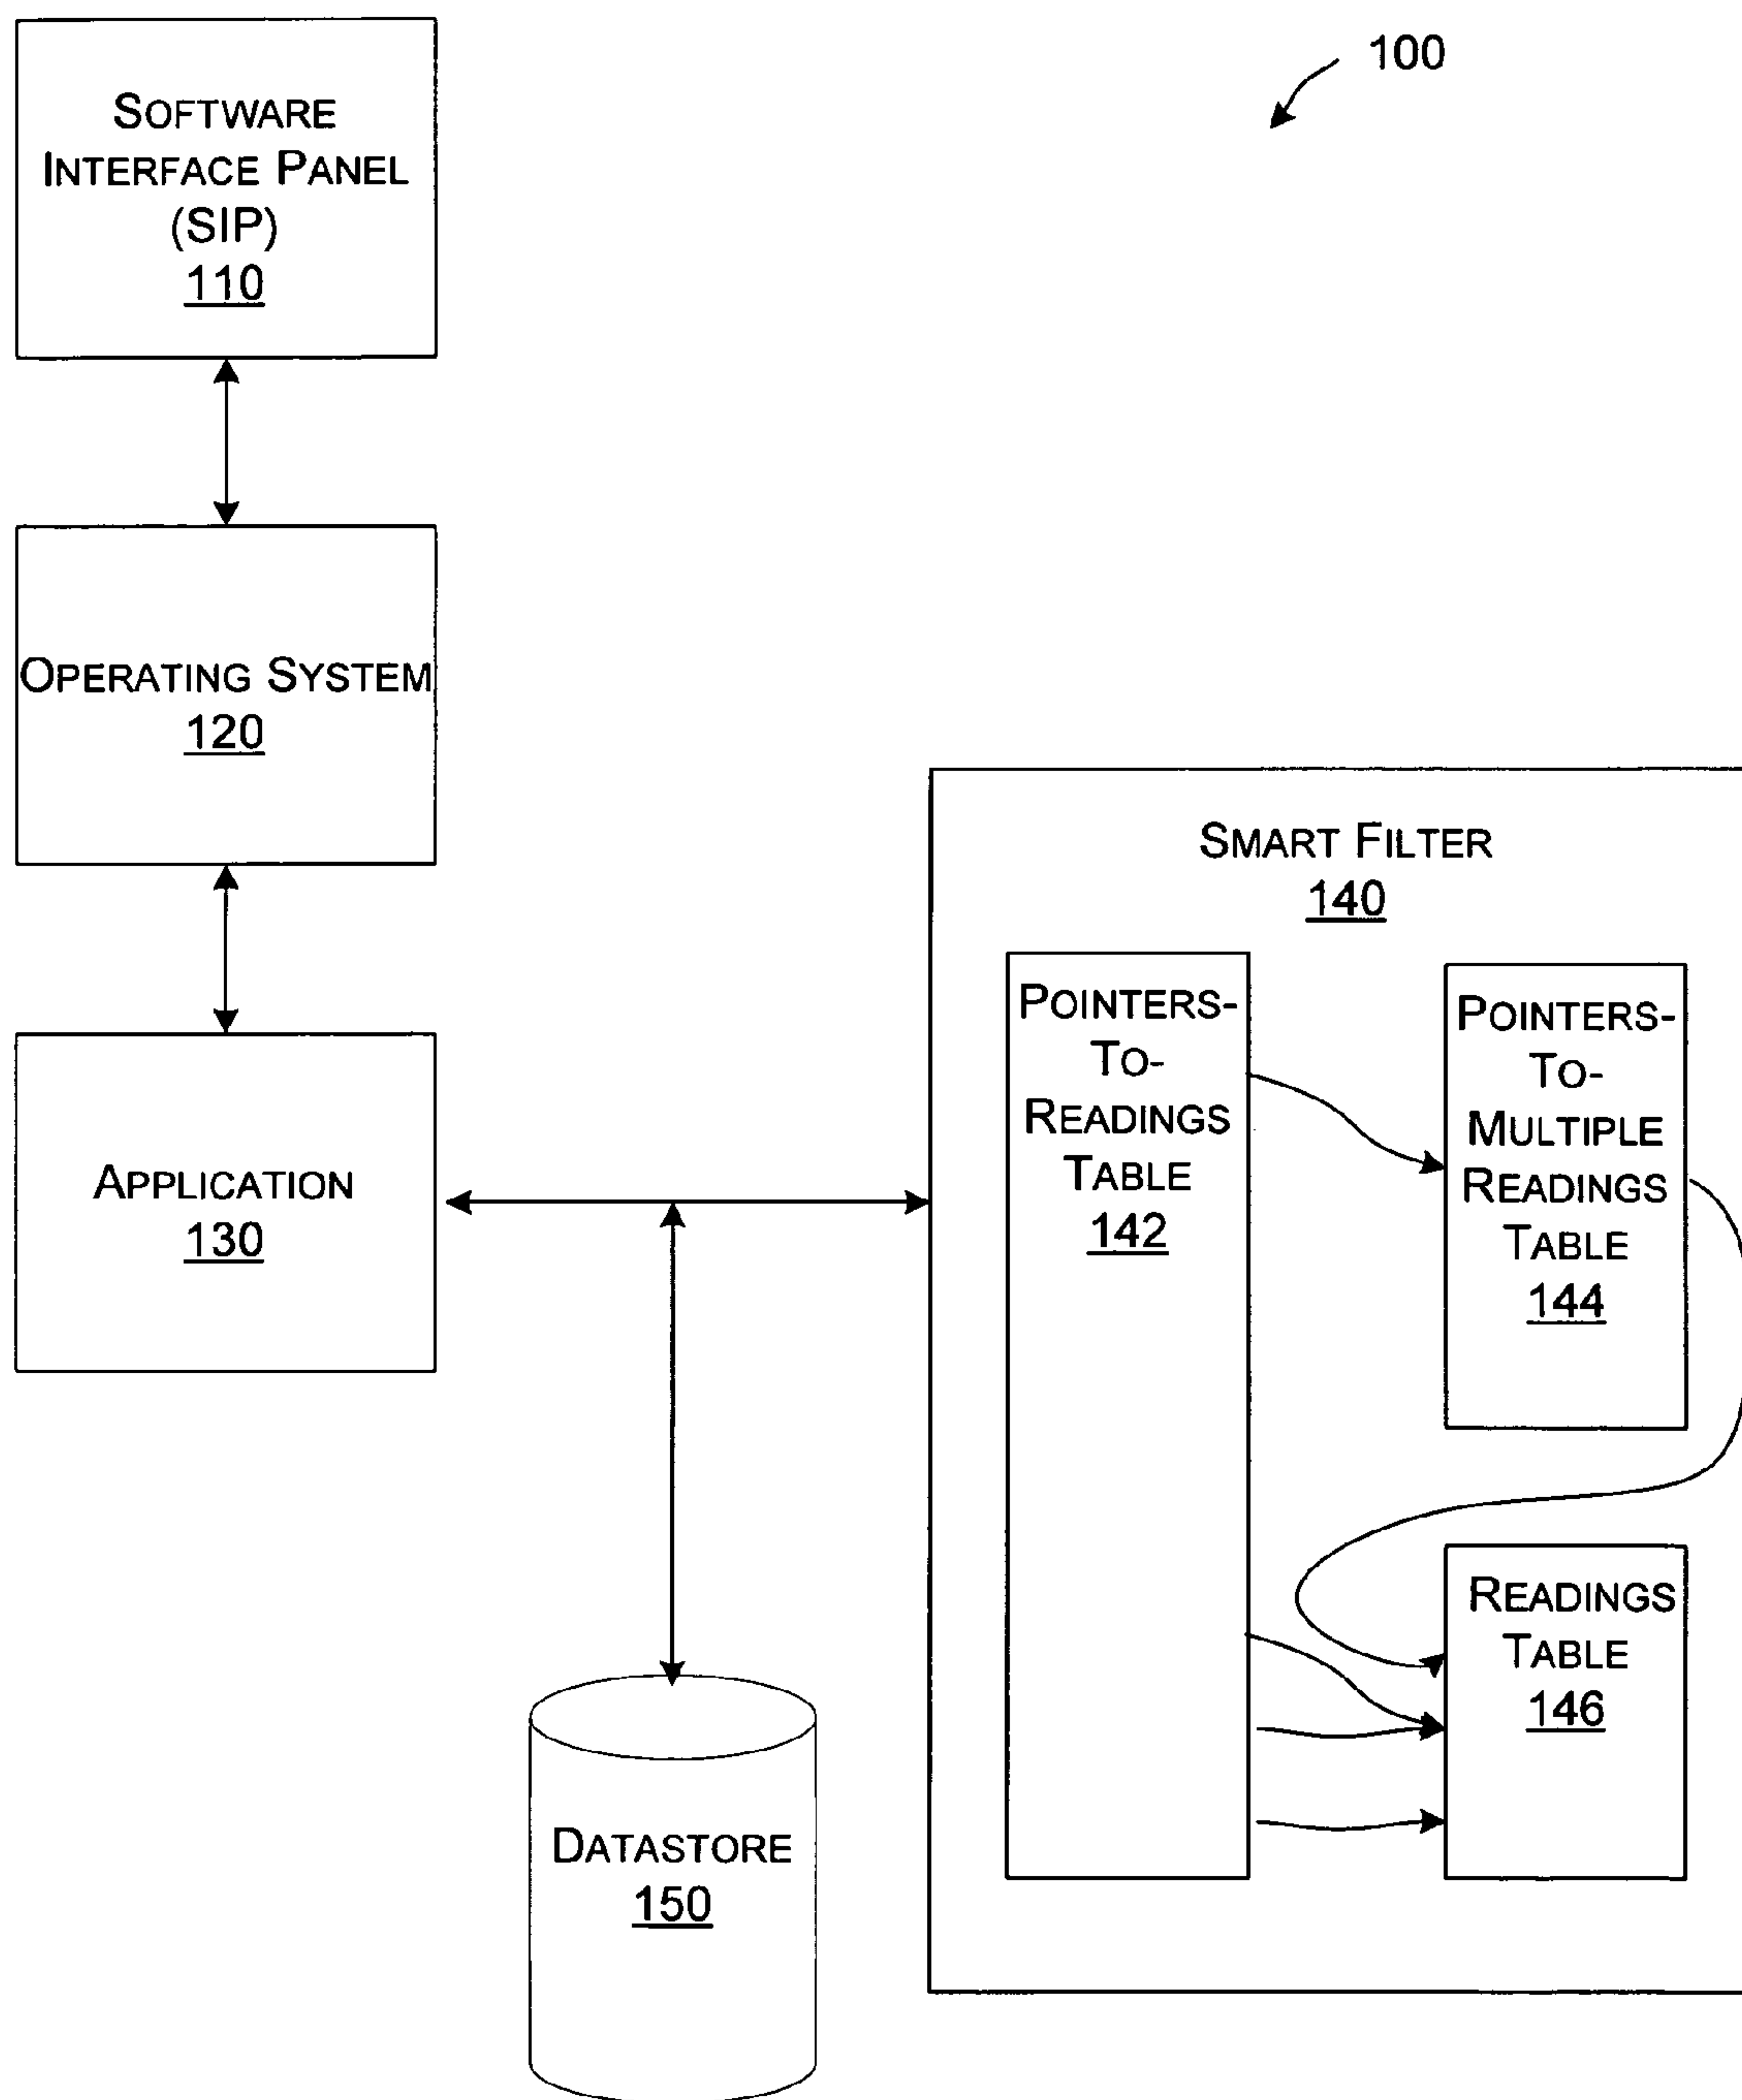 100
SOFTWARE
INTERFACE PANEL
(SIP)
110
OPERATING SYSTEM
120
APPLICATION
130
SMART FILTER
140
POINTERS-
TO-
READINGS
TABLE
142
POINTERS-
TO-
MULTIPLE
READINGS
TABLE
144
READINGS
TABLE
146
DATASTORE
150